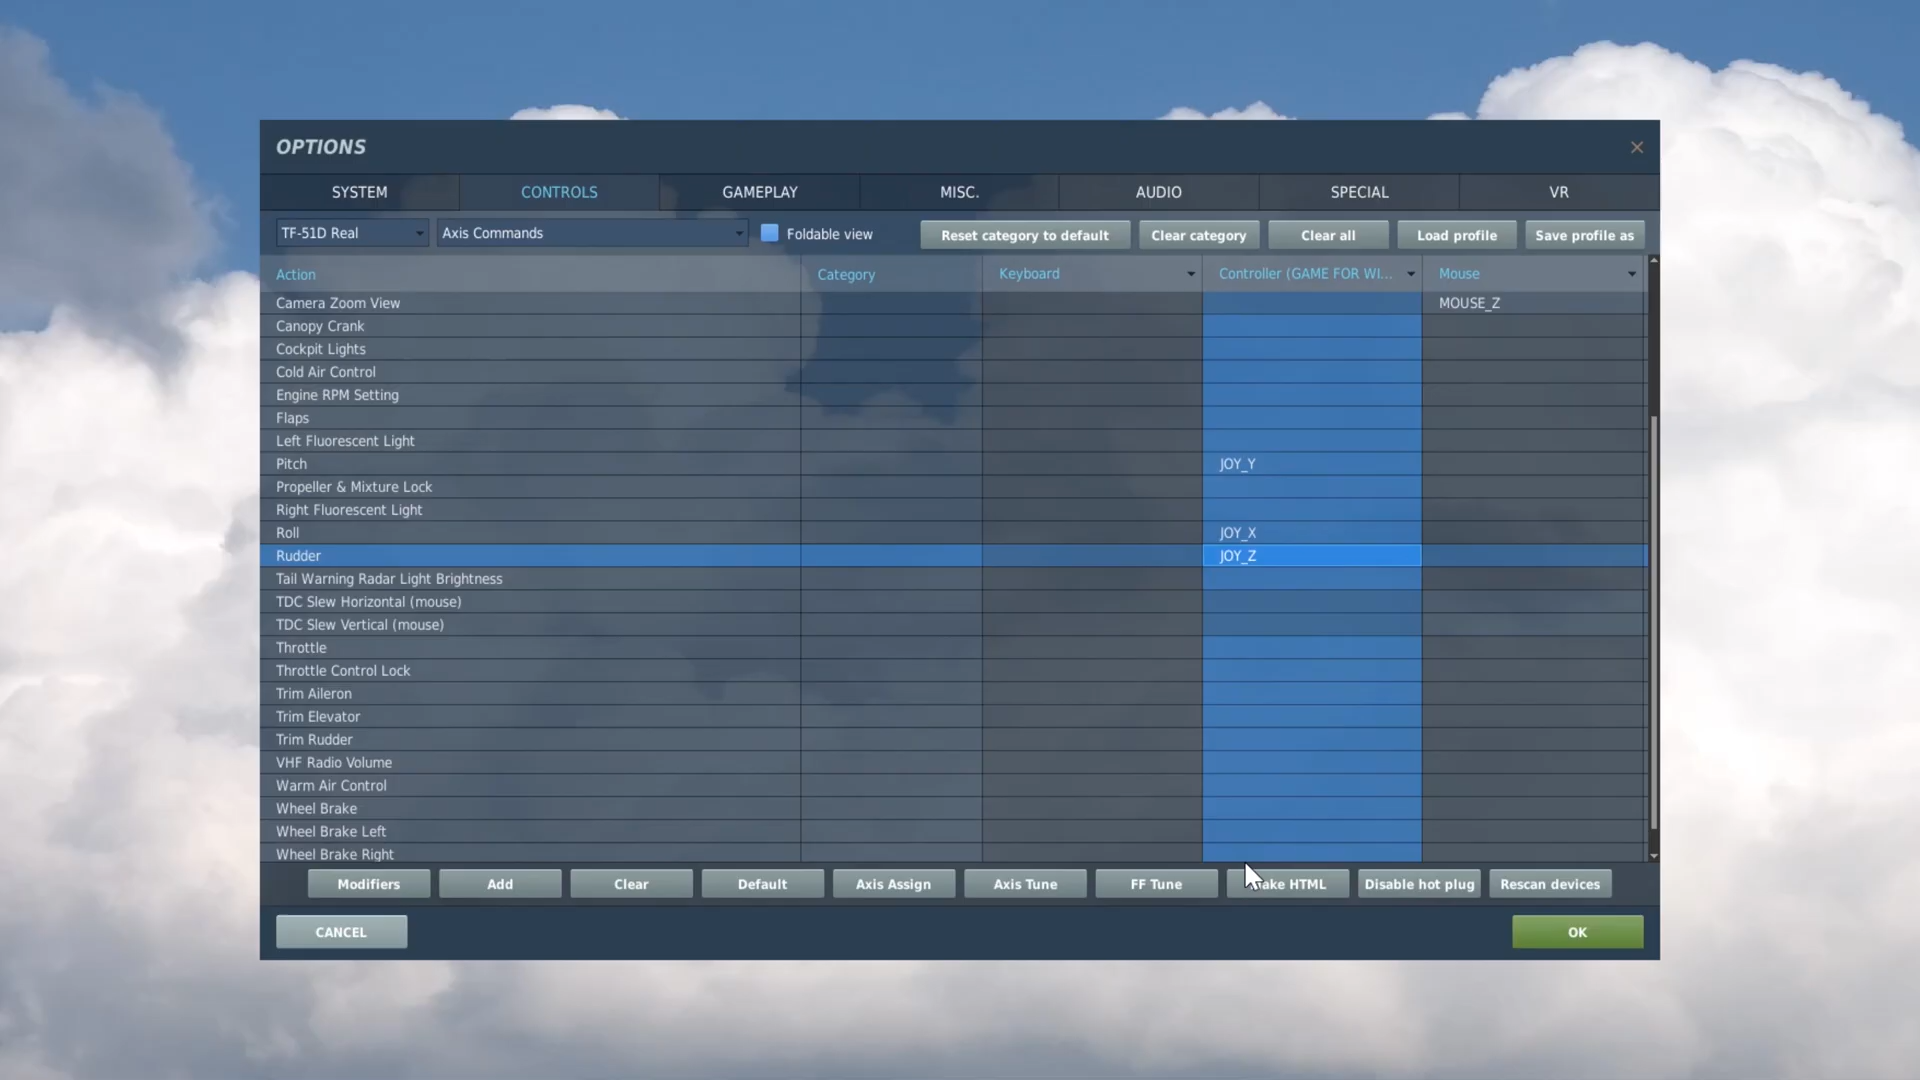 OPTIONS
SYSTEM CONTROLS GAMEPLAY MISC. AUDIO SPECIAL VR
TF-51D Real Axis Commands Foldable view Reset category to default Clear category Clear all Load profile Save profile as
Action Category Keyboard Controller (GAME FOR WI... Mouse
Camera Zoom View MOUSE_Z
Canopy Crank
Cockpit Lights
Cold Air Control
Engine RPM Setting
Flaps
Left Fluorescent Light
Pitch JOY_Y
Propeller & Mixture Lock
Right Fluorescent Light
Roll JOY_X
Rudder JOY_Z
Tail Warning Radar Light Brightness
TDC Slew Horizontal (mouse)
TDC Slew Vertical (mouse)
Throttle
Throttle Control Lock
Trim Aileron
Trim Elevator
Trim Rudder
VHF Radio Volume
Warm Air Control
Wheel Brake
Wheel Brake Left
Wheel Brake Right
Modifiers Add Clear Default Axis Assign Axis Tune FF Tune HTML Disable hot plug Rescan devices
CANCEL OK